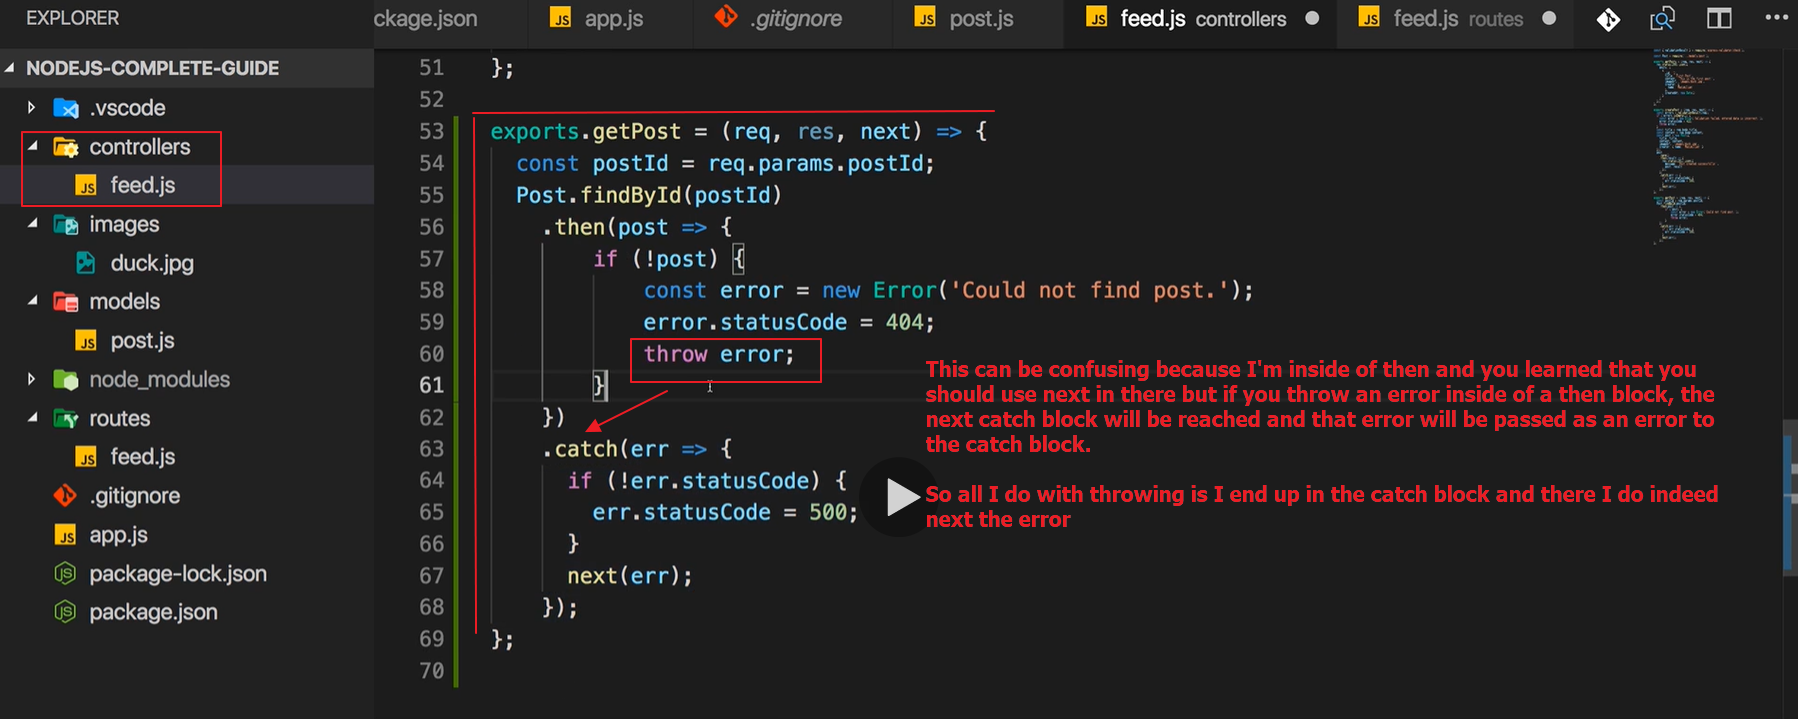 EXPLORER
ckage.json
app.js
.gitignore
post.js
feed.js controllers
feed.js routes
NODEJS-COMPLETE-GUIDE
.vscode
controllers
feed.js
images
duck.jpg
models
post.js
node_modules
routes
feed.js
.gitignore
app.js
package-lock.json
package.json
51 };
52
53 exports.getPost = (req, res, next) => {
54 const postId = req.params.postId;
55 Post.findById(postId)
56 .then(post => {
57 if (!post) {
58 const error = new Error('Could not find post.');
59 error.statusCode = 404;
60 throw error;
61 }
62 })
63 .catch(err => {
64 if (!err.statusCode) {
65 err.statusCode = 500;
66 }
67 next(err);
68 });
69 };
70
This can be confusing because I'm inside of then and you learned that you
should use next in there but if you throw an error inside of a then block, the
next catch block will be reached and that error will be passed as an error to
the catch block.
So all I do with throwing is I end up in the catch block and there I do indeed
next the error